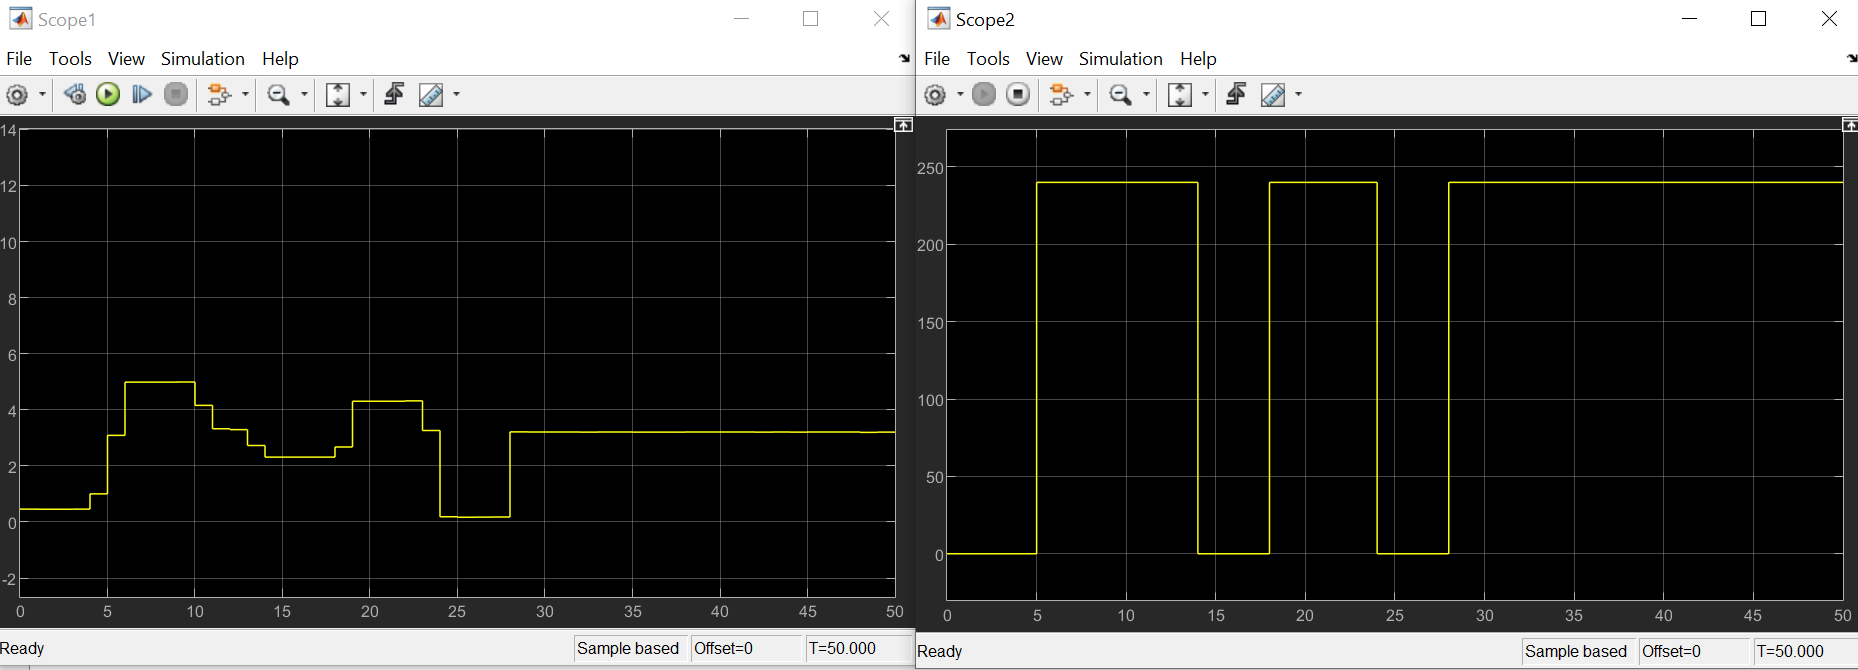 Scope1
File Tools View Simulation Help
14
12
10
8
6
4
2
0
-2
0 5 10 15 20 25 30 35 40 45 50
Ready Sample based Offset=0 T=50.000
Scope2
File Tools View Simulation Help
250
200
150
100
50
0
0 5 10 15 20 25 30 35 40 45 50
Ready Sample based Offset=0 T=50.000